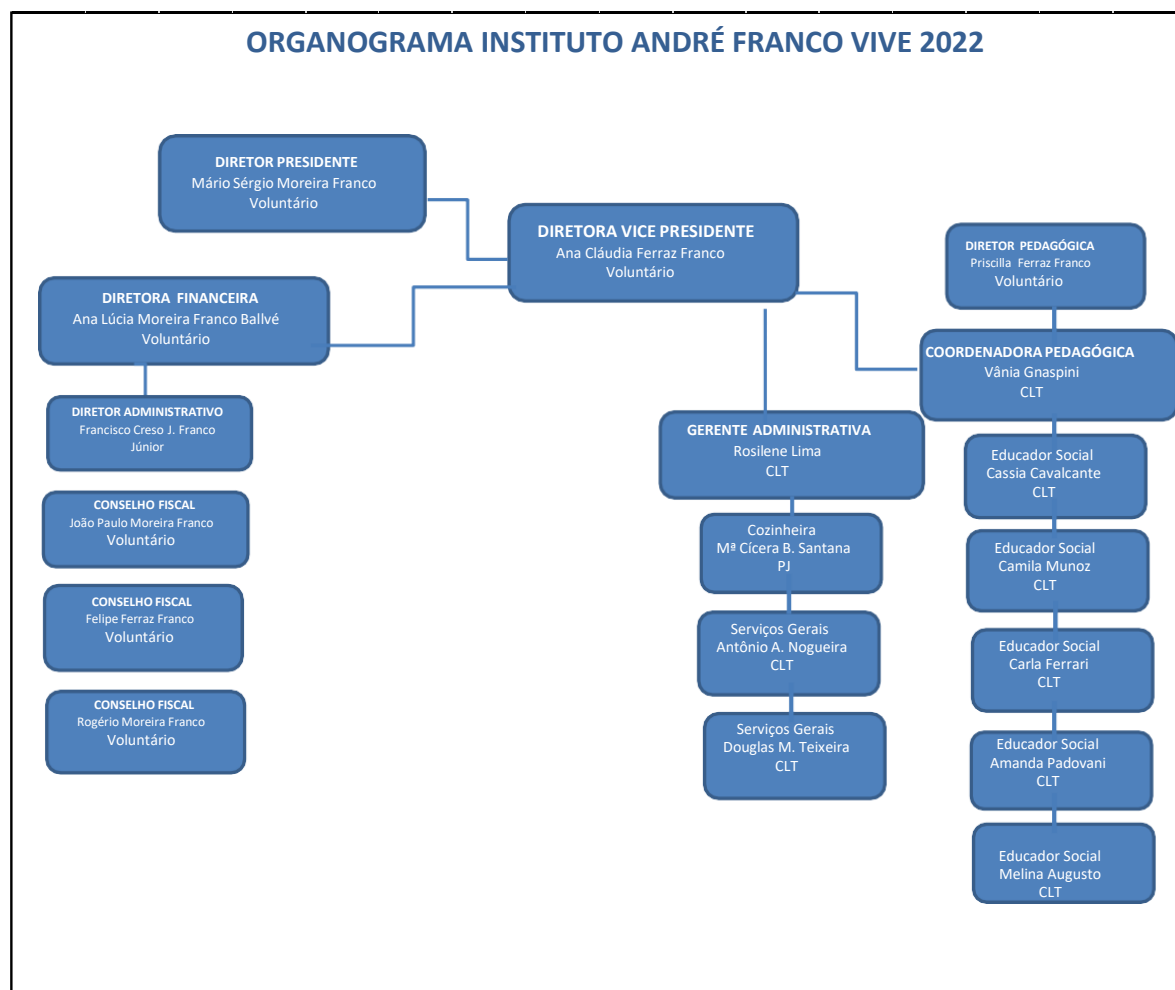 ORGANOGRAMA INSTITUTO ANDRÉ FRANCO VIVE 2022
DIRETOR PRESIDENTE
Mário Sérgio Moreira Franco
Voluntário
DIRETORA VICE PRESIDENTE
Ana Cláudia Ferraz Franco
Voluntário
DIRETOR PEDAGÓGICA
Priscilla Ferraz Franco
Voluntário
DIRETORA FINANCEIRA
Ana Lúcia Moreira Franco Ballvé
Voluntário
COORDENADORA PEDAGÓGICA
Vânia Gnaspini
CLT
DIRETOR ADMINISTRATIVO
Francisco Creso J. Franco
Júnior
GERENTE ADMINISTRATIVA
Rosilene Lima
CLT
Educador Social
Cassia Cavalcante
CLT
CONSELHO FISCAL
João Paulo Moreira Franco
Voluntário
Cozinheira
Mª Cícera B. Santana
PJ
Educador Social
Camila Munoz
CLT
CONSELHO FISCAL
Felipe Ferraz Franco
Voluntário
Serviços Gerais
Antônio A. Nogueira
CLT
Educador Social
Carla Ferrari
CLT
CONSELHO FISCAL
Rogério Moreira Franco
Voluntário
Serviços Gerais
Douglas M. Teixeira
CLT
Educador Social
Amanda Padovani
CLT
Educador Social
Melina Augusto
CLT